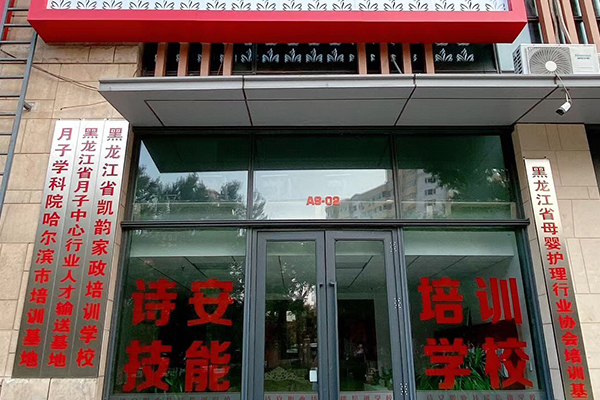 A8-02
月子学科院哈尔滨市培训基地
黑龙江省月子中心行业人才输送基地
黑龙江省凯韵家政培训学校
诗安
技能
培训
学校
黑龙江省母婴护理行业协会培训基